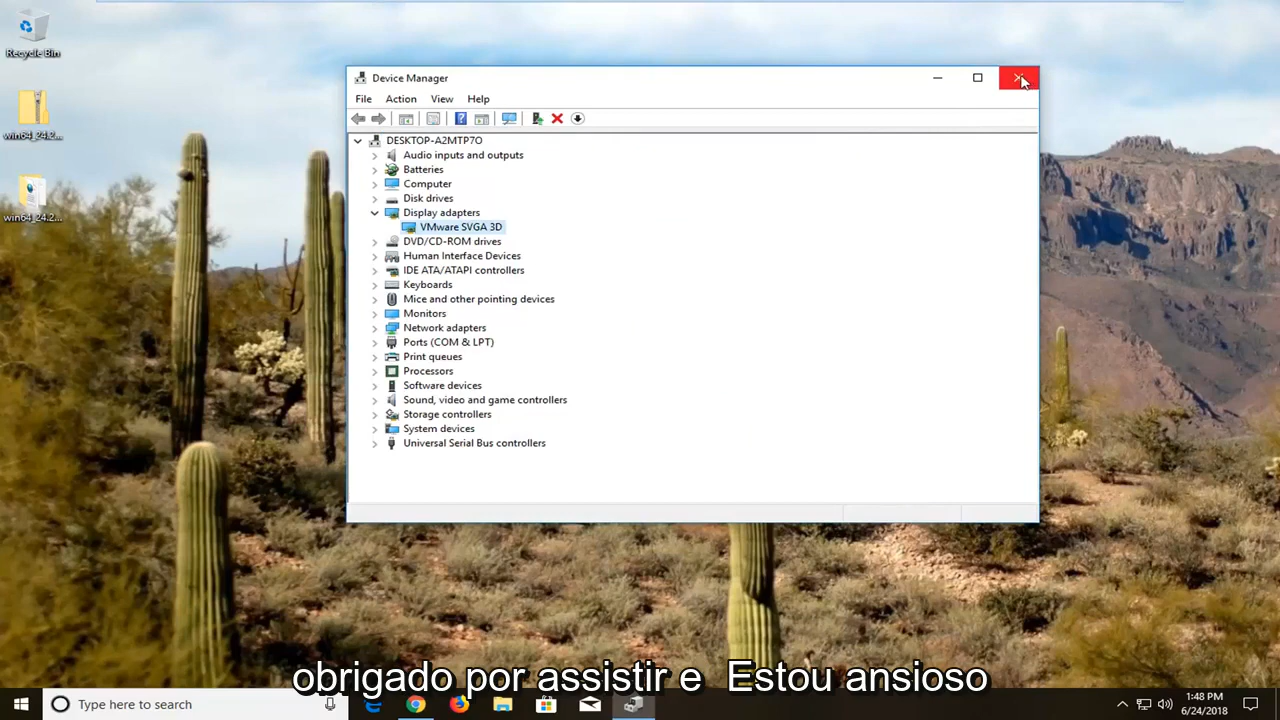 Recycle Bin
win64_24.2...
win64_24.2...
Device Manager
File Action View Help
DESKTOP-A2MTP7O
Audio inputs and outputs
Batteries
Computer
Disk drives
Display adapters
VMware SVGA 3D
DVD/CD-ROM drives
Human Interface Devices
IDE ATA/ATAPI controllers
Keyboards
Mice and other pointing devices
Monitors
Network adapters
Ports (COM & LPT)
Print queues
Processors
Software devices
Sound, video and game controllers
Storage controllers
System devices
Universal Serial Bus controllers
obrigado por assistir e Estou ansioso
Type here to search
1:48 PM
6/24/2018